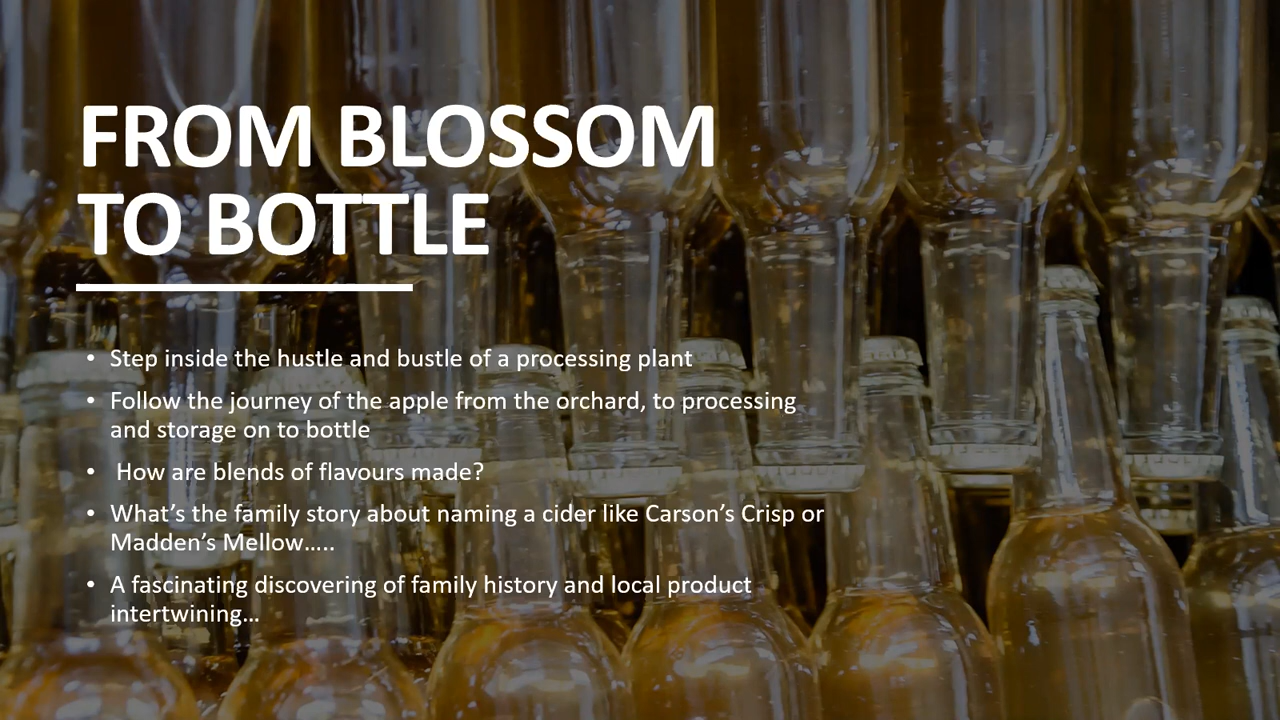 FROM BLOSSOM
TO BOTTLE
• Step inside the hustle and bustle of a processing plant
• Follow the journey of the apple from the orchard, to processing
and storage on to bottle
• How are blends of flavours made?
• What’s the family story about naming a cider like Carson’s Crisp or
Madden’s Mellow…..
• A fascinating discovering of family history and local product
intertwining…